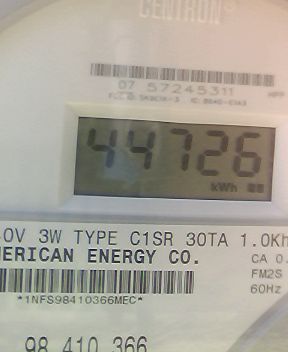 CENTRON®
07 57245311
44726
kWh
0V 3W TYPE C1SR 30TA 1.0Kh
MERICAN ENERGY CO.
CA 0.
FM2S
60Hz
*1NFS98410366MEC*
98 410 366